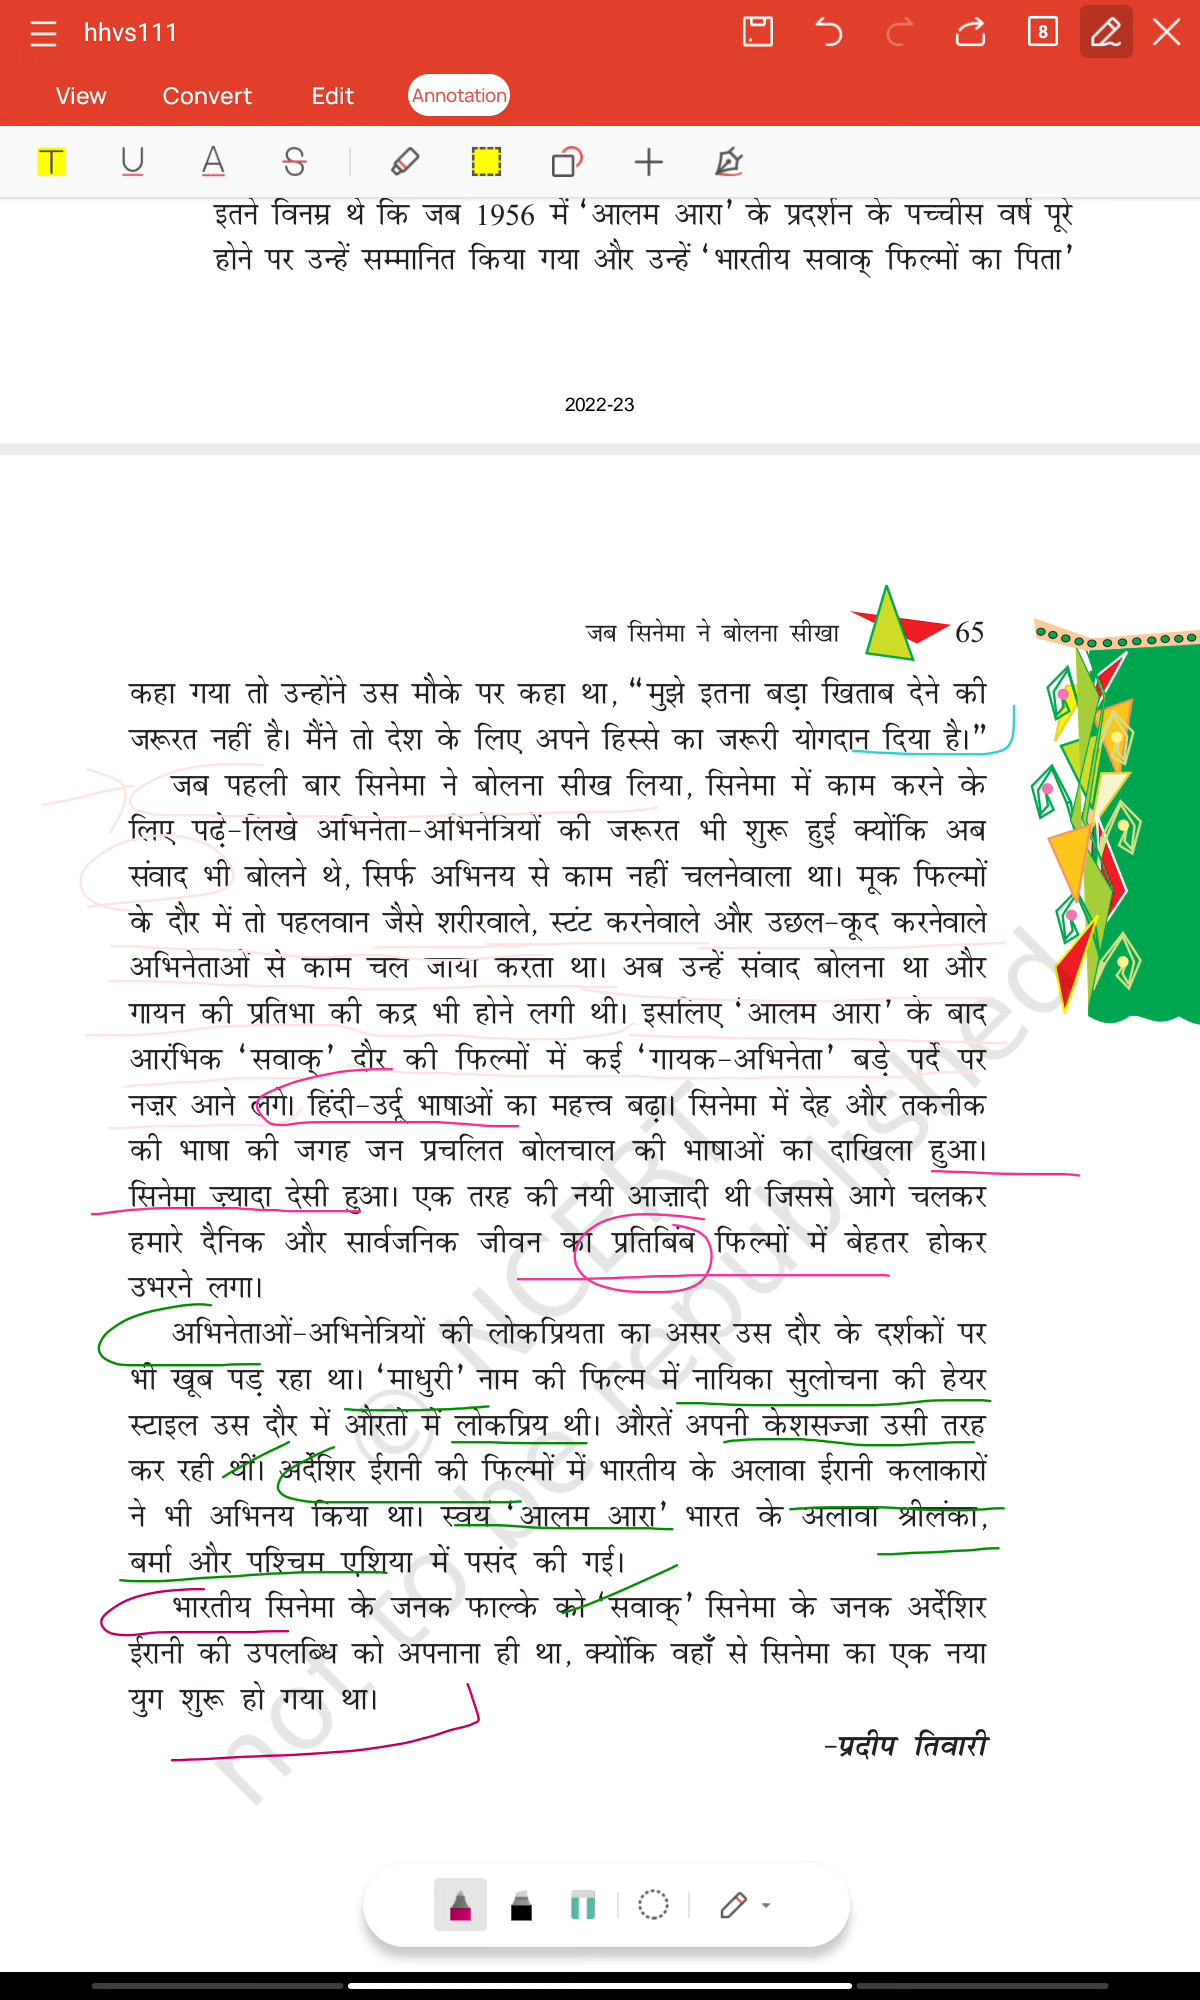 hhvs111
8
View Convert Edit Annotation
T U A S
इतने विनम्र थे कि जब 1956 में ‘आलम आरा’ के प्रदर्शन के पच्चीस वर्ष पूरे
होने पर उन्हें सम्मानित किया गया और उन्हें ‘भारतीय सवाक् फिल्मों का पिता’
2022-23
जब सिनेमा ने बोलना सीखा 65
कहा गया तो उन्होंने उस मौके पर कहा था, “मुझे इतना बड़ा खिताब देने की
जरूरत नहीं है। मैंने तो देश के लिए अपने हिस्से का जरूरी योगदान दिया है।”
जब पहली बार सिनेमा ने बोलना सीख लिया, सिनेमा में काम करने के
लिए पढ़े-लिखे अभिनेता-अभिनेत्रियों की जरूरत भी शुरू हुई क्योंकि अब
संवाद भी बोलने थे, सिर्फ अभिनय से काम नहीं चलनेवाला था। मूक फिल्मों
के दौर में तो पहलवान जैसे शरीरवाले, स्टंट करनेवाले और उछल-कूद करनेवाले
अभिनेताओं से काम चल जाया करता था। अब उन्हें संवाद बोलना था और
गायन की प्रतिभा की कद्र भी होने लगी थी। इसलिए ‘आलम आरा’ के बाद
आरंभिक ‘सवाक्’ दौर की फिल्मों में कई ‘गायक-अभिनेता’ बड़े पर्दे पर
नज़र आने लगे। हिंदी-उर्दू भाषाओं का महत्त्व बढ़ा। सिनेमा में देह और तकनीक
की भाषा की जगह जन प्रचलित बोलचाल की भाषाओं का दाखिला हुआ।
सिनेमा ज़्यादा देसी हुआ। एक तरह की नयी आज़ादी थी जिससे आगे चलकर
हमारे दैनिक और सार्वजनिक जीवन का प्रतिबिंब फिल्मों में बेहतर होकर
उभरने लगा।
अभिनेताओं-अभिनेत्रियों की लोकप्रियता का असर उस दौर के दर्शकों पर
भी खूब पड़ रहा था। ‘माधुरी’ नाम की फिल्म में नायिका सुलोचना की हेयर
स्टाइल उस दौर में औरतों में लोकप्रिय थी। औरतें अपनी केशसज्जा उसी तरह
कर रही थीं। अर्देशिर ईरानी की फिल्मों में भारतीय के अलावा ईरानी कलाकारों
ने भी अभिनय किया था। स्वयं ‘आलम आरा’ भारत के अलावा श्रीलंका,
बर्मा और पश्चिम एशिया में पसंद की गई।
भारतीय सिनेमा के जनक फाल्के को ‘सवाक्’ सिनेमा के जनक अर्देशिर
ईरानी की उपलब्धि को अपनाना ही था, क्योंकि वहाँ से सिनेमा का एक नया
युग शुरू हो गया था।
-प्रदीप तिवारी
© NCERT
not to be republished